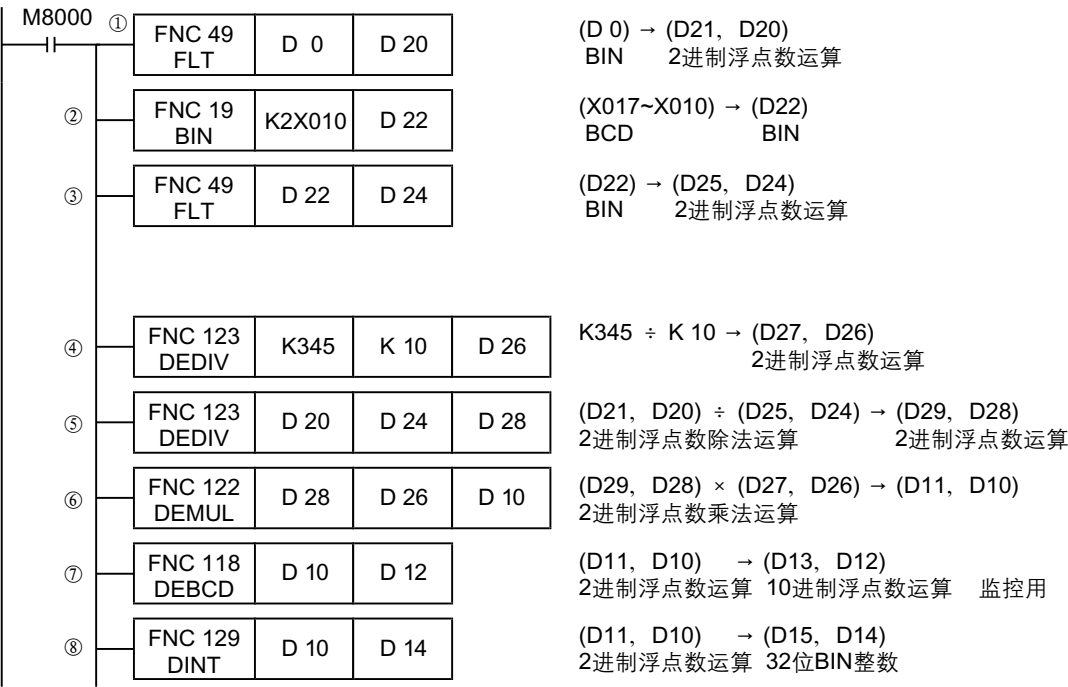 M8000
① FNC 49 FLT D 0 D 20 (D 0) → (D21, D20)
BIN 2进制浮点数运算
② FNC 19 BIN K2X010 D 22 (X017~X010) → (D22)
BCD BIN
③ FNC 49 FLT D 22 D 24 (D22) → (D25, D24)
BIN 2进制浮点数运算
④ FNC 123 DEDIV K345 K 10 D 26 K345 ÷ K 10 → (D27, D26)
2进制浮点数运算
⑤ FNC 123 DEDIV D 20 D 24 D 28 (D21, D20) ÷ (D25, D24) → (D29, D28)
2进制浮点数除法运算 2进制浮点数运算
⑥ FNC 122 DEMUL D 28 D 26 D 10 (D29, D28) × (D27, D26) → (D11, D10)
2进制浮点数乘法运算
⑦ FNC 118 DEBCD D 10 D 12 (D11, D10) → (D13, D12)
2进制浮点数运算 10进制浮点数运算 监控用
⑧ FNC 129 DINT D 10 D 14 (D11, D10) → (D15, D14)
2进制浮点数运算 32位BIN整数